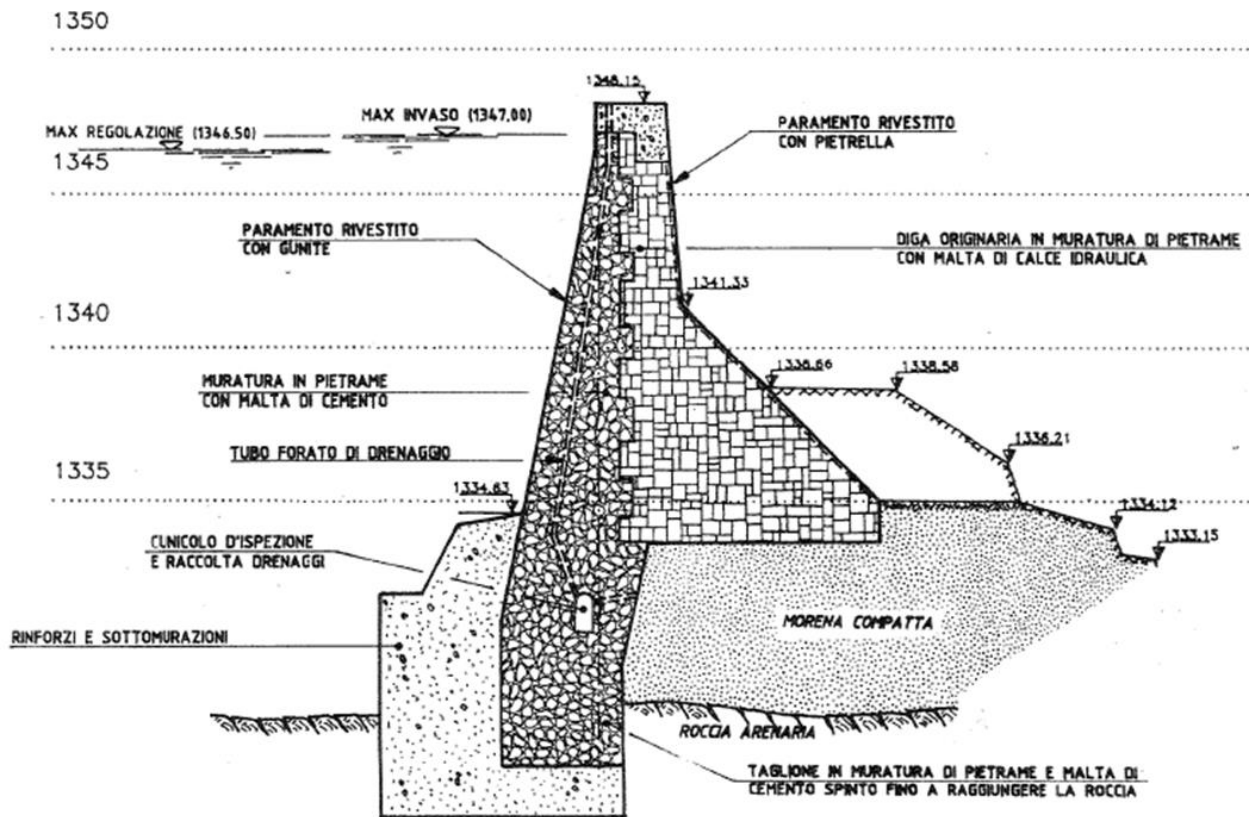 1350
1348.15
MAX INVASO (1347.00)
MAX REGOLAZIONE (1346.50)
1345
PARAMENTO RIVESTITO
CON PIETRELLA
PARAMENTO RIVESTITO
CON GUNITE
DIGA ORIGINARIA IN MURATURA DI PIETRAME
CON MALTA DI CALCE IDRAULICA
1341.33
1340
1338.66
1338.58
MURATURA IN PIETRAME
CON MALTA DI CEMENTO
1336.21
TUBO FORATO DI DRENAGGIO
1335
1334.63
1334.12
1333.15
CUNICOLO D'ISPEZIONE
E RACCOLTA DRENAGGI
RINFORZI E SOTTOMURAZIONI
MORENA COMPATTA
ROCCIA ARENARIA
TAGLIONE IN MURATURA DI PIETRAME E MALTA DI
CEMENTO SPINTO FINO A RAGGIUNGERE LA ROCCIA